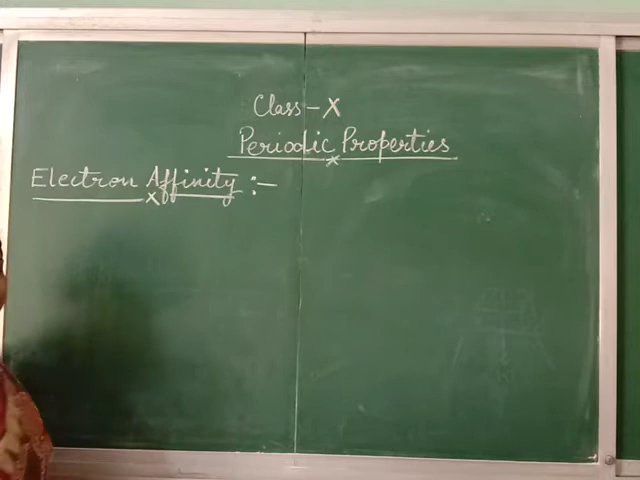 Class - X
Periodic Properties
Electron Affinity :-